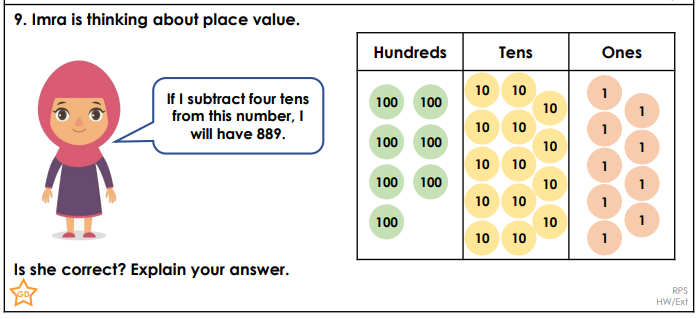 9. Imra is thinking about place value.
If I subtract four tens
from this number, I
will have 889.
Hundreds Tens Ones
100 100
100 100
100 100
100
10 10
10
10 10
10
10 10
10
10 10
10
10 10
1
1
1
1
1
1
1
1
1
Is she correct? Explain your answer.
GD
RPS
HW/Ext